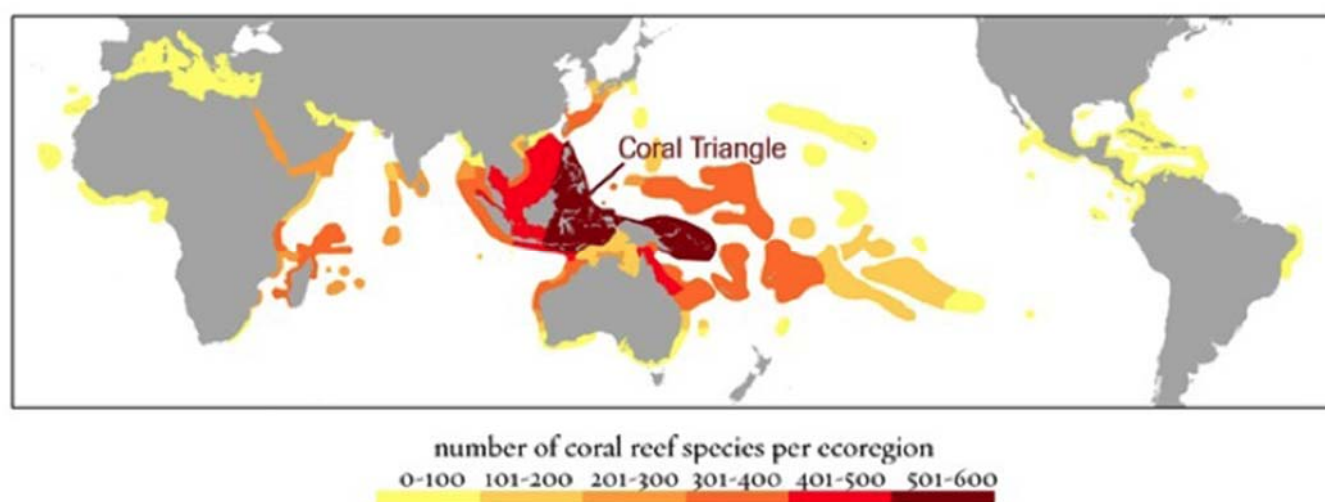 Coral Triangle
number of coral reef species per ecoregion
0-100 101-200 201-300 301-400 401-500 501-600